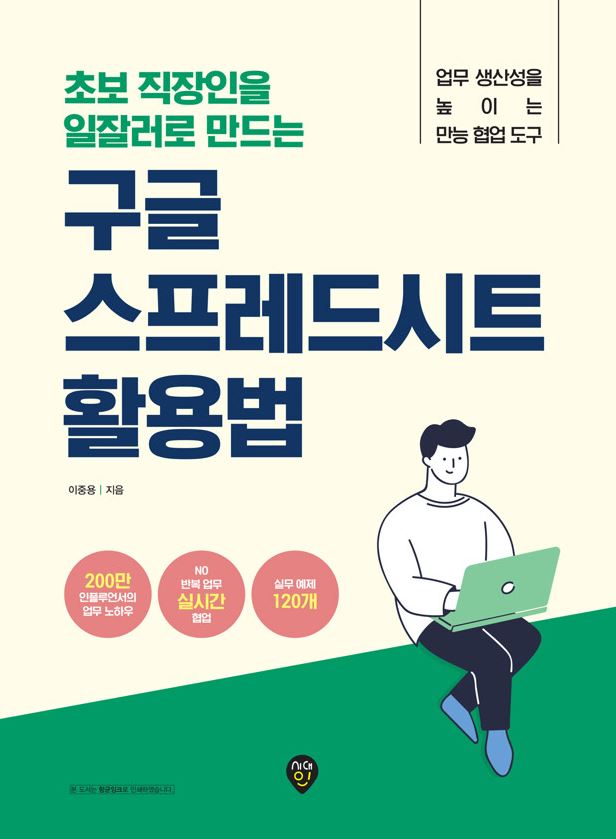 초보 직장인을
일잘러로 만드는
업무 생산성을
높이는
만능 협업 도구
구글
스프레드시트
활용법
이중용 | 지음
200만
인플루언서의
업무 노하우
NO
반복 업무
실시간
협업
실무 예제
120개
시대
인
본 도서는 항균잉크로 인쇄하였습니다.